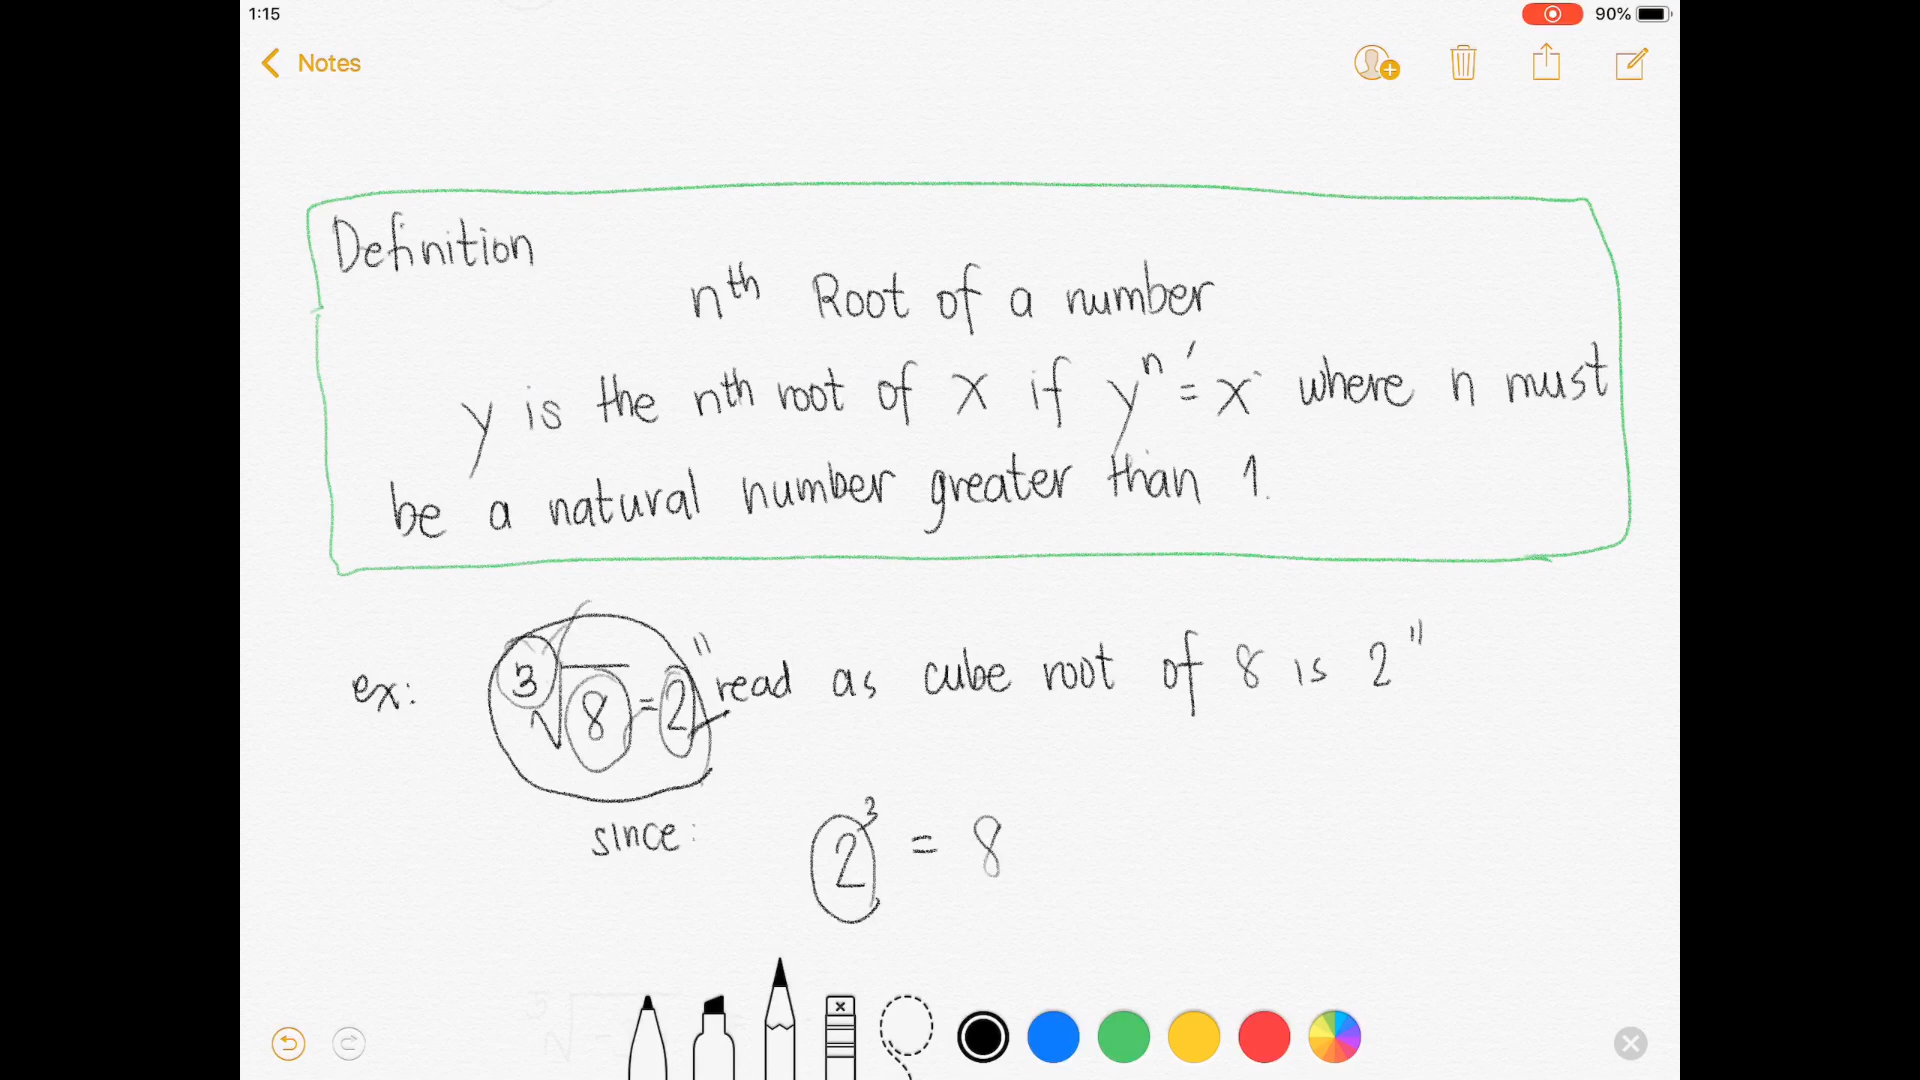 1:15
90%
Notes
Definition
nth Root of a number
y is the nth root of x if yⁿ = x where n must
be a natural number greater than 1.
ex: ³√8 = 2 "read as cube root of 8 is 2"
since: 2³ = 8